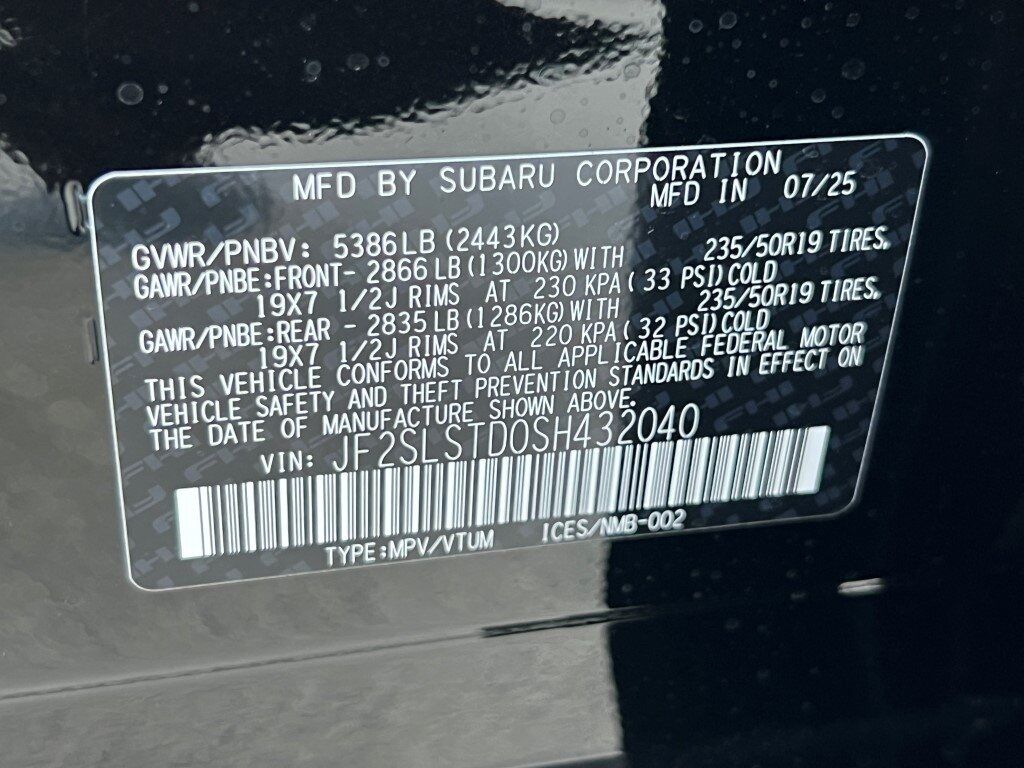 MFD BY SUBARU CORPORATION
MFD IN 07/25
GVWR/PNBV: 5386LB (2443KG)
GAWR/PNBE:FRONT- 2866LB (1300KG) WITH 235/50R19 TIRES,
19X7 1/2J RIMS AT 230 KPA ( 33 PSI) COLD
GAWR/PNBE:REAR - 2835LB (1286KG) WITH 235/50R19 TIRES,
19X7 1/2J RIMS AT 220 KPA ( 32 PSI) COLD
THIS VEHICLE CONFORMS TO ALL APPLICABLE FEDERAL MOTOR
VEHICLE SAFETY AND THEFT PREVENTION STANDARDS IN EFFECT ON
THE DATE OF MANUFACTURE SHOWN ABOVE.
VIN: JF2SLSTD0SH432040
TYPE:MPV/VTUM ICES/NMB-002